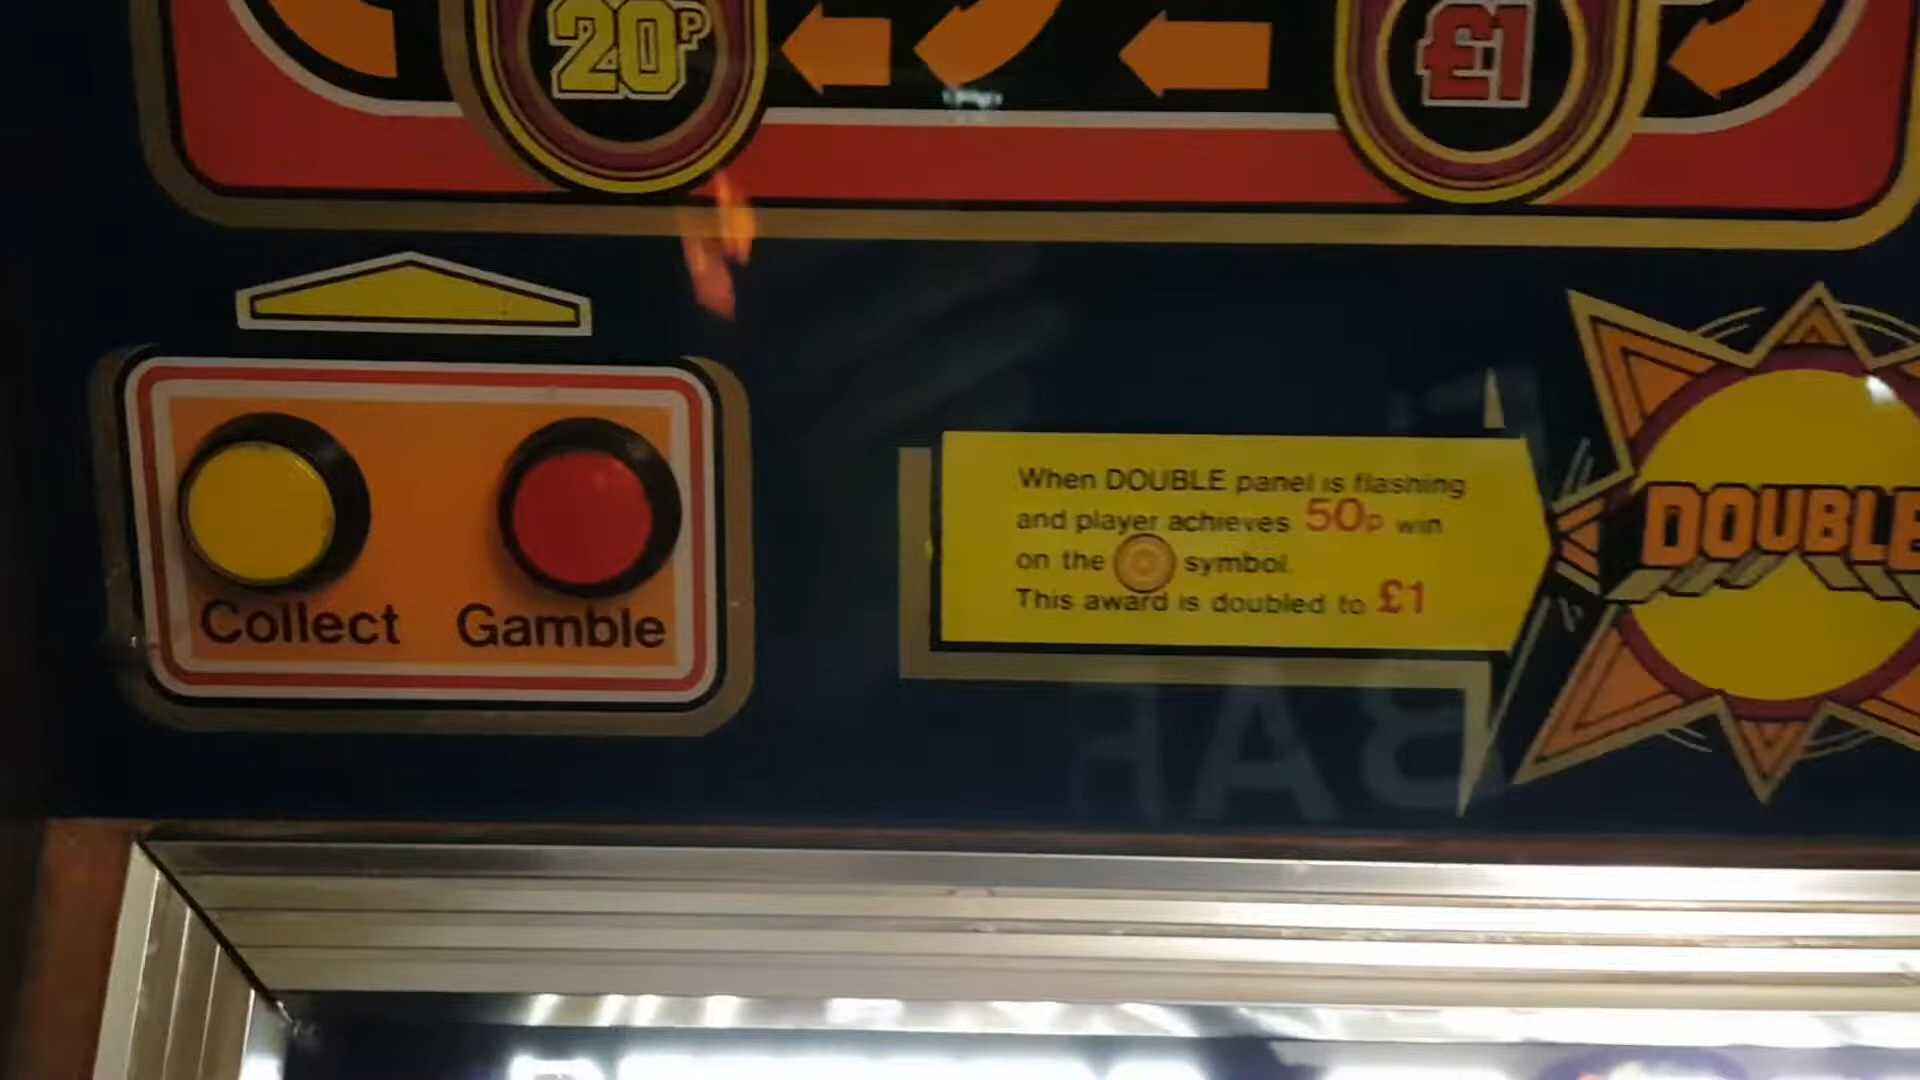 20P
£1
When DOUBLE panel is flashing
and player achieves 50p win
on the symbol.
This award is doubled to £1
DOUBLE
Collect Gamble
BAR